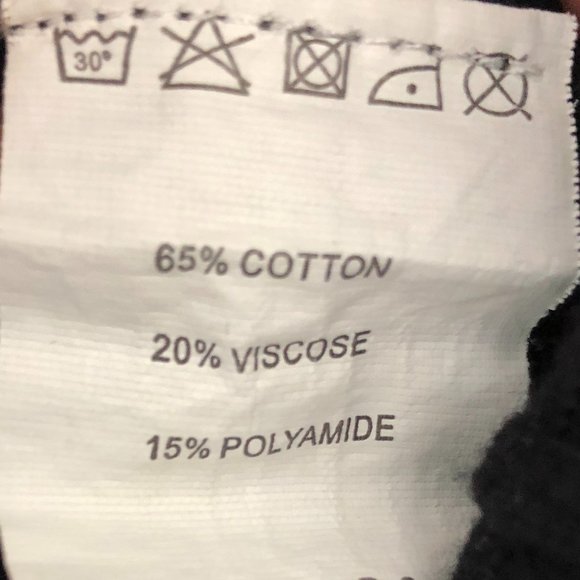 30°
65% COTTON
20% VISCOSE
15% POLYAMIDE